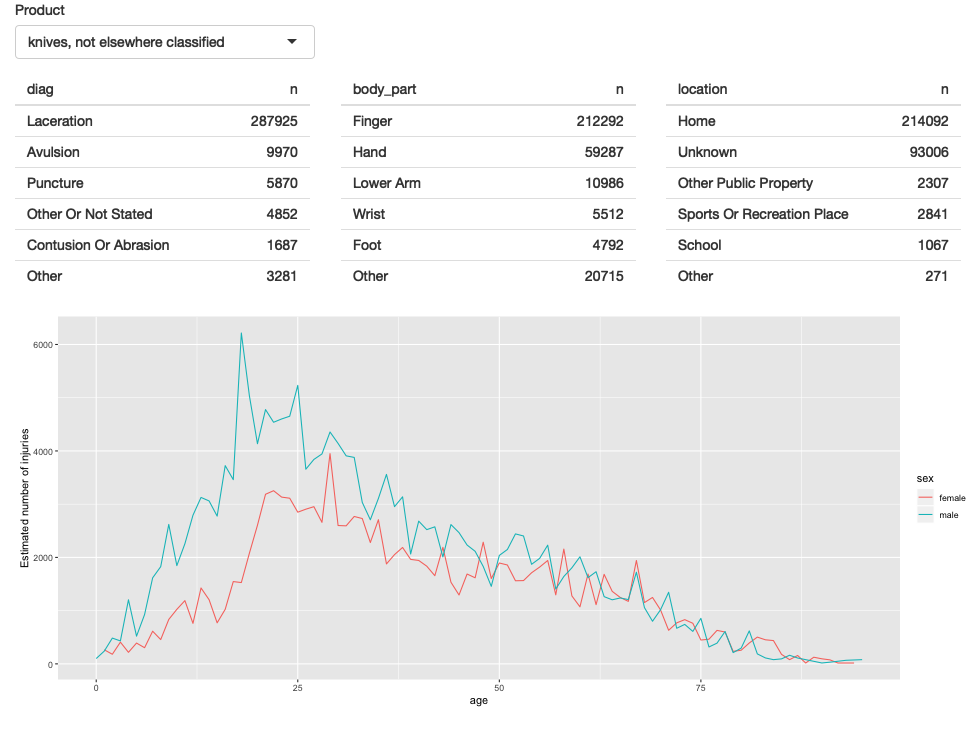 Product
knives, not elsewhere classified
diag n
Laceration 287925
Avulsion 9970
Puncture 5870
Other Or Not Stated 4852
Contusion Or Abrasion 1687
Other 3281
body_part n
Finger 212292
Hand 59287
Lower Arm 10986
Wrist 5512
Foot 4792
Other 20715
location n
Home 214092
Unknown 93006
Other Public Property 2307
Sports Or Recreation Place 2841
School 1067
Other 271
Estimated number of injuries
6000
4000
2000
0
0 25 50 75
age
sex
female
male